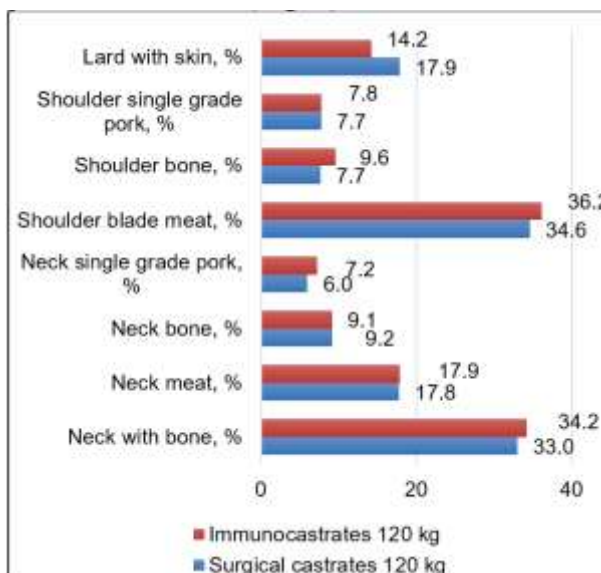 Lard with skin, %
14.2
17.9
Shoulder single grade
pork, %
7.8
7.7
Shoulder bone, %
9.6
7.7
Shoulder blade meat, %
36.2
34.6
Neck single grade pork,
%
7.2
6.0
Neck bone, %
9.1
9.2
Neck meat, %
17.9
17.8
Neck with bone, %
34.2
33.0
0 20 40
Immunocastrates 120 kg
Surgical castrates 120 kg